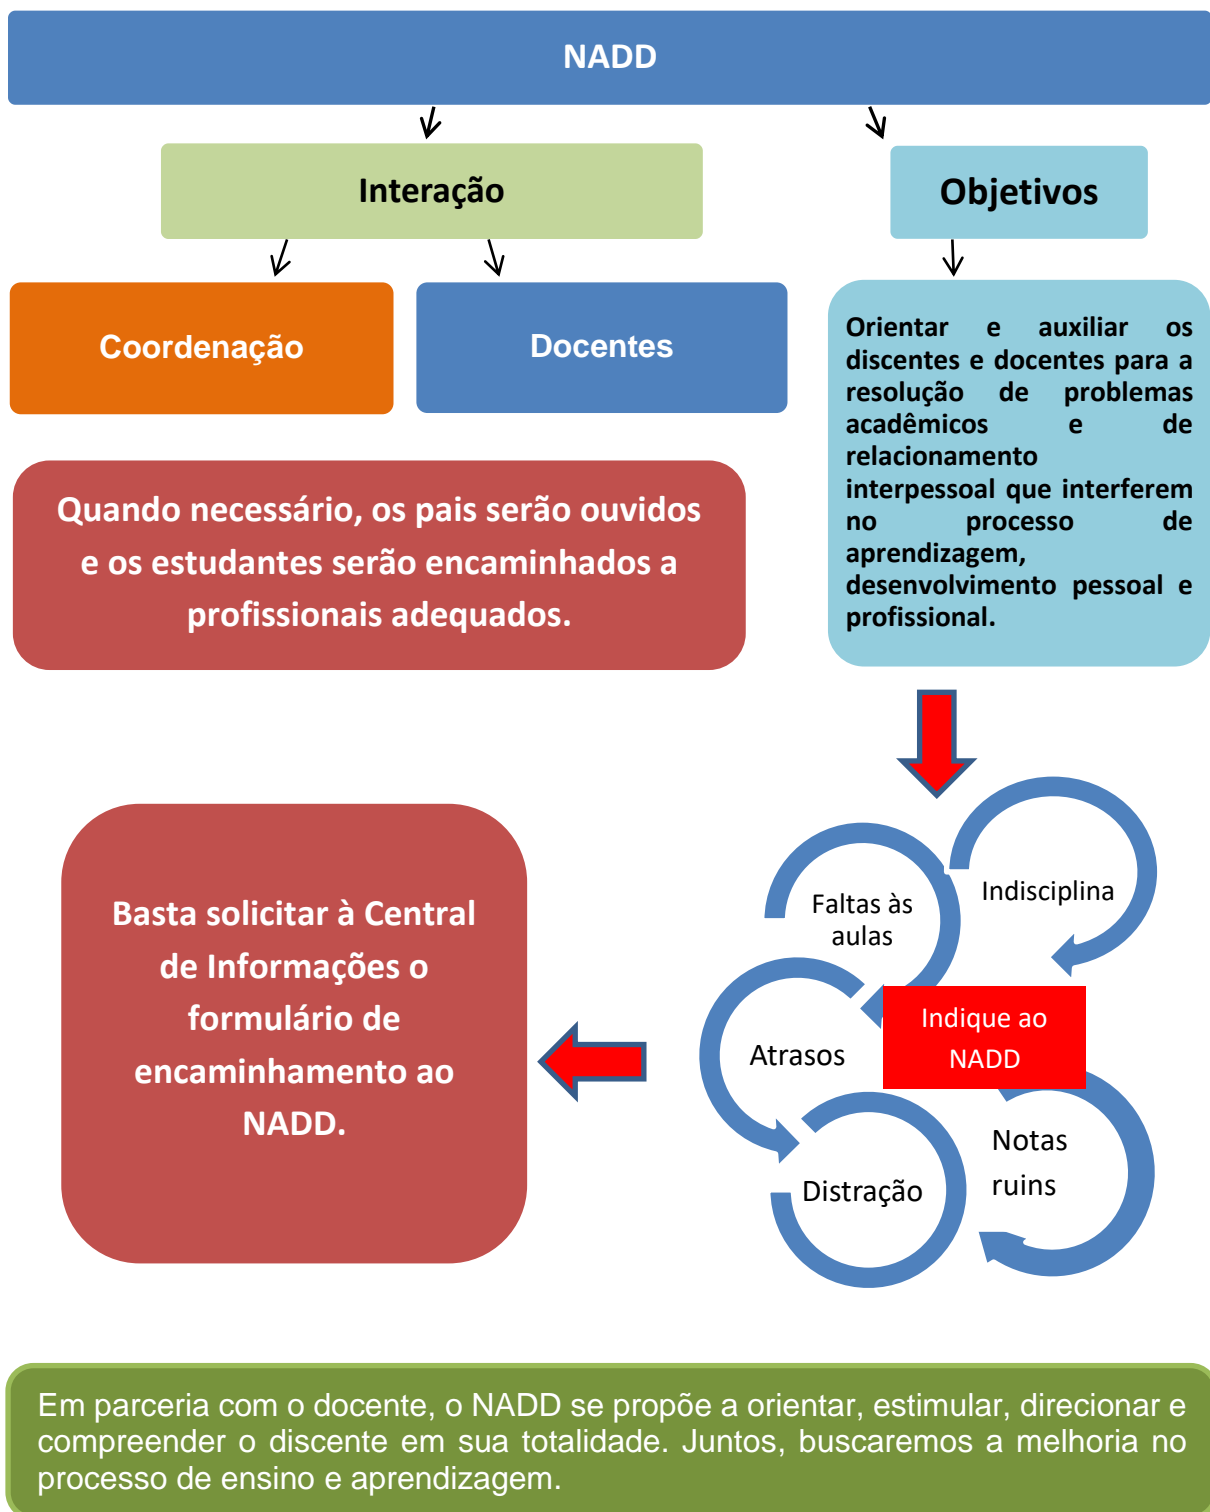 NADD
Interação
Objetivos
Coordenação
Docentes
Orientar e auxiliar os
discentes e docentes para a
resolução de problemas
acadêmicos e de
relacionamento
interpessoal que interferem
no processo de
aprendizagem,
desenvolvimento pessoal e
profissional.
Quando necessário, os pais serão ouvidos
e os estudantes serão encaminhados a
profissionais adequados.
Indisciplina
Faltas às
aulas
Indique ao
NADD
Atrasos
Notas
ruins
Distração
Basta solicitar à Central
de Informações o
formulário de
encaminhamento ao
NADD.
Em parceria com o docente, o NADD se propõe a orientar, estimular, direcionar e
compreender o discente em sua totalidade. Juntos, buscaremos a melhoria no
processo de ensino e aprendizagem.